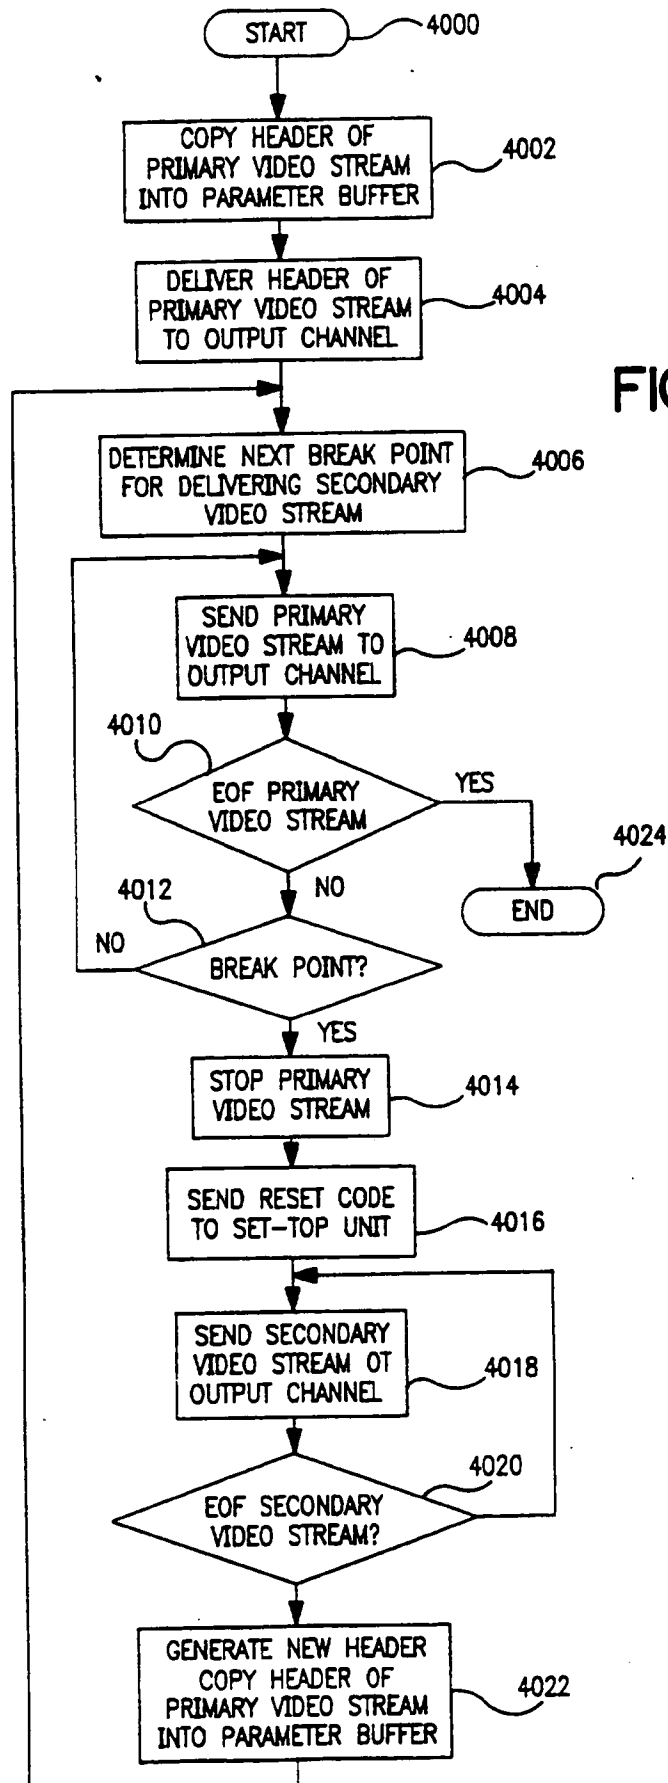 START
4000
COPY HEADER OF
PRIMARY VIDEO STREAM
INTO PARAMETER BUFFER
4002
DELIVER HEADER OF
PRIMARY VIDEO STREAM
TO OUTPUT CHANNEL
4004
FIG
DETERMINE NEXT BREAK POINT
FOR DELIVERING SECONDARY
VIDEO STREAM
4006
SEND PRIMARY
VIDEO STREAM TO
OUTPUT CHANNEL
4008
4010
EOF PRIMARY
VIDEO STREAM
YES
4024
END
NO
4012
NO
BREAK POINT?
YES
STOP PRIMARY
VIDEO STREAM
4014
SEND RESET CODE
TO SET-TOP UNIT
4016
SEND SECONDARY
VIDEO STREAM OT
OUTPUT CHANNEL
4018
4020
EOF SECONDARY
VIDEO STREAM?
GENERATE NEW HEADER
COPY HEADER OF
PRIMARY VIDEO STREAM
INTO PARAMETER BUFFER
4022